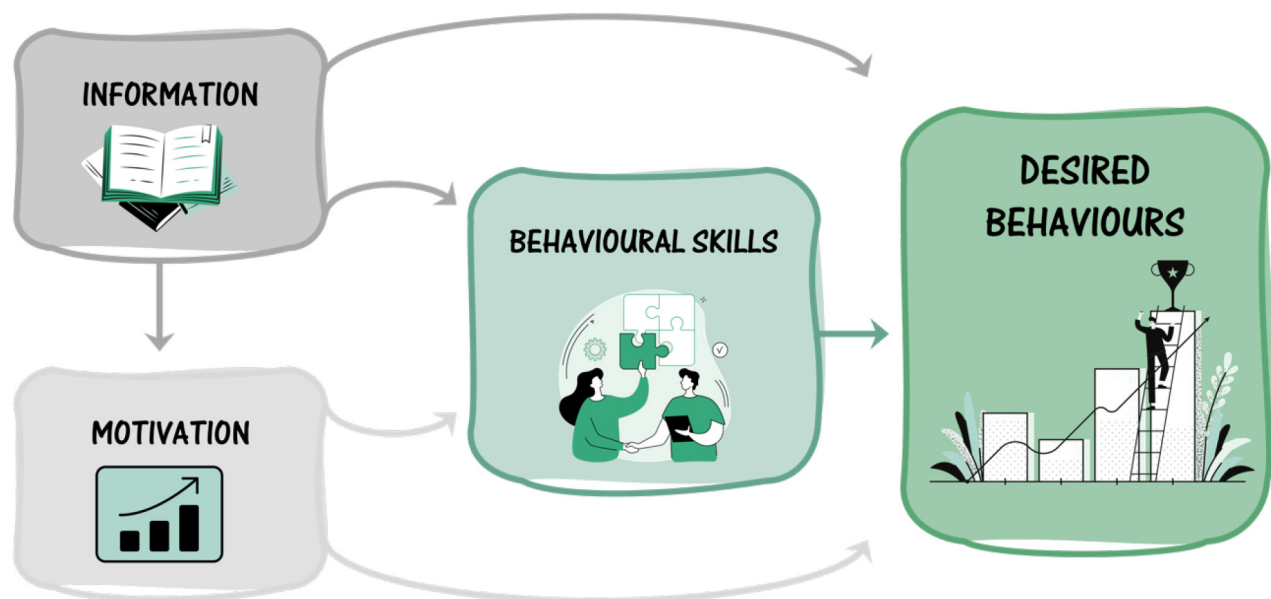 INFORMATION
BEHAVIOURAL SKILLS
DESIRED
BEHAVIOURS
MOTIVATION